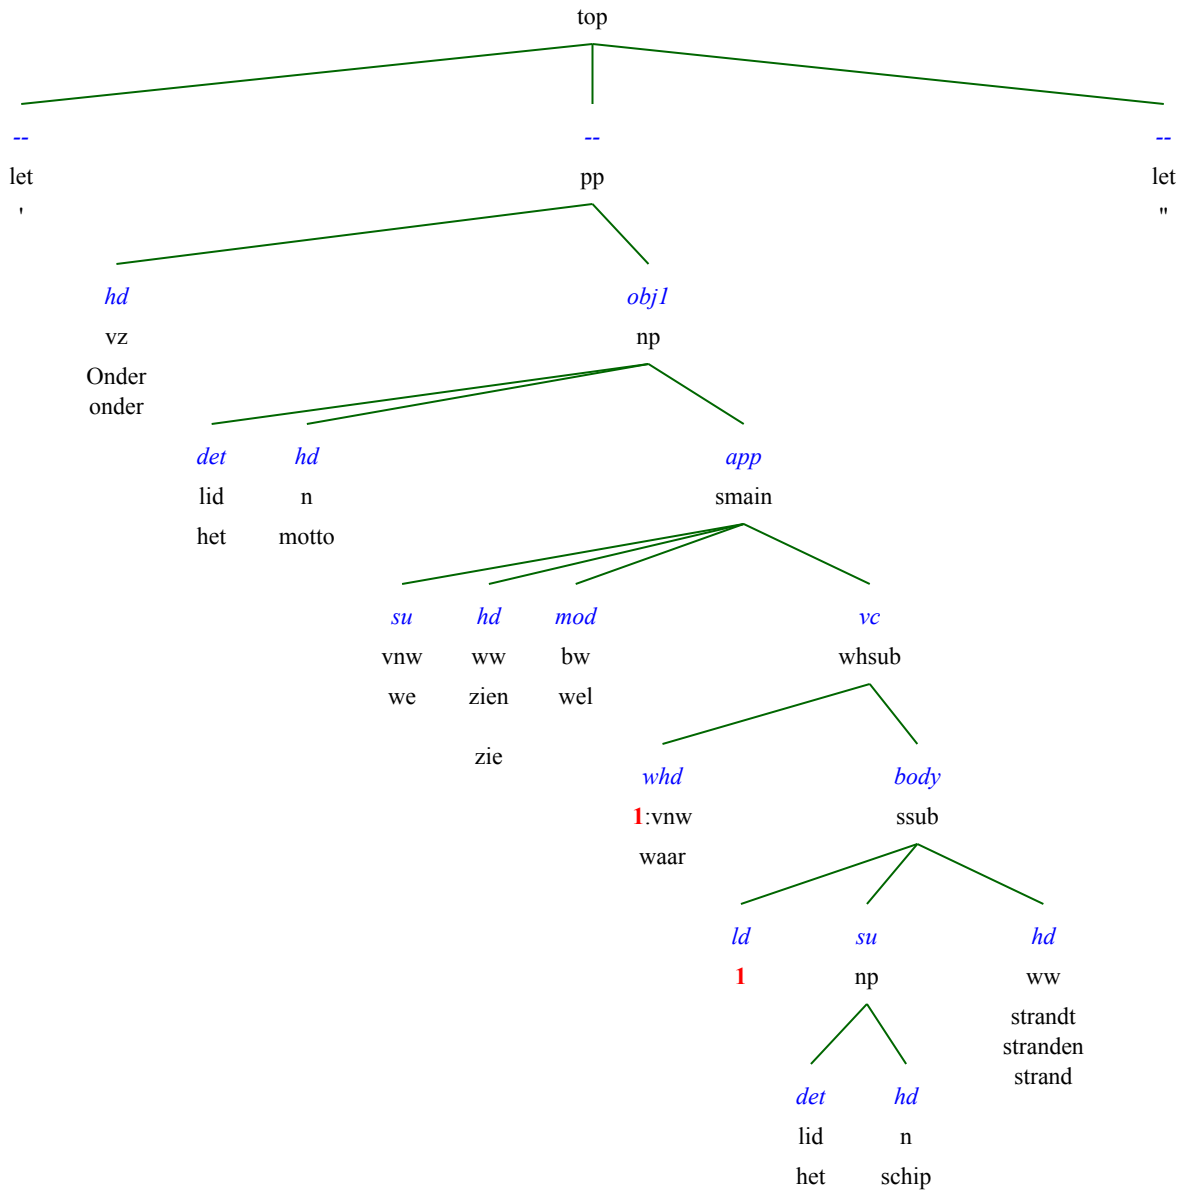 top
-- -- --
let pp let
' ''
hd obj1
vz np
Onder
onder
det hd app
lid n smain
het motto
su hd mod vc
vnw ww bw whsub
we zien wel
zie
whd body
1:vnw ssub
waar
ld su hd
1 np ww
strandt
stranden
strand
det hd
lid n
het schip